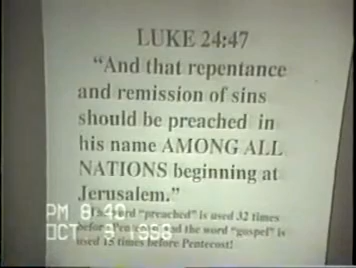 LUKE 24:47
"And that repentance
and remission of sins
should be preached in
his name AMONG ALL
NATIONS beginning at
Jerusalem."
"preached" is used 32 times
and the word "gospel" is
used 15 times before Pentecost!
PM 8:40
OCT 9 1998